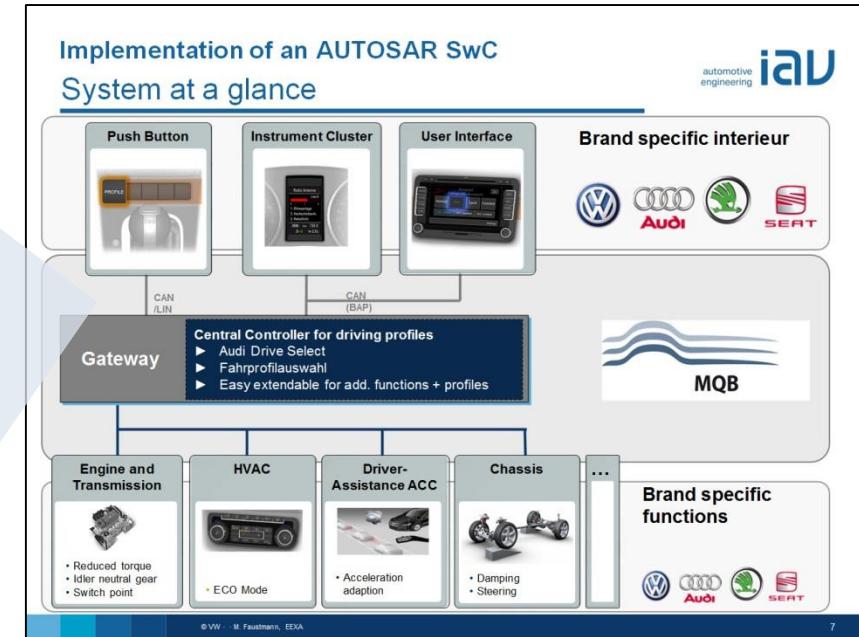 Implementation of an AUTOSAR SwC
System at a glance
automotive
engineering
iav
Push Button
Instrument Cluster
User Interface
Brand specific interieur
PROFILE
Audi
SEAT
CAN
/LIN
CAN
(BAP)
Gateway
Central Controller for driving profiles
► Audi Drive Select
► Fahrprofilauswahl
► Easy extendable for add. functions + profiles
MQB
Engine and
Transmission
• Reduced torque
• Idler neutral gear
• Switch point
HVAC
• ECO Mode
Driver-
Assistance ACC
• Acceleration
adaption
Chassis
• Damping
• Steering
...
Brand specific
functions
Audi
SEAT
© VW - - M. Faustmann, EEXA
7